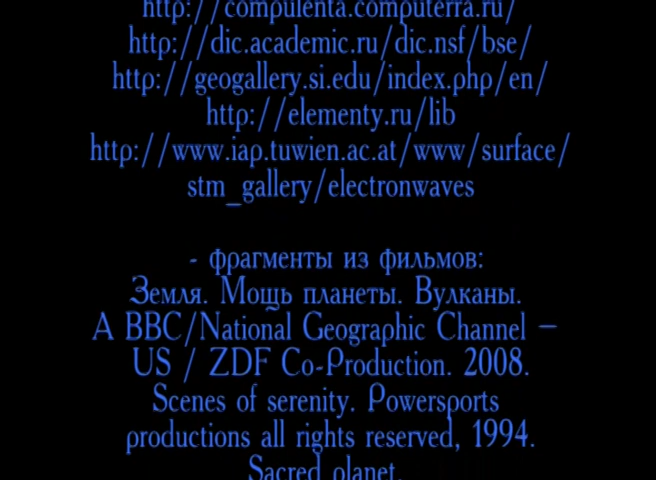 http://compulenta.computerra.ru/
http://dic.academic.ru/dic.nsf/bse/
http://geogallery.si.edu/index.php/en/
http://elementy.ru/lib
http://www.iap.tuwien.ac.at/www/surface/
stm_gallery/electronwaves
- фрагменты из фильмов:
Земля. Мощь планеты. Вулканы.
A BBC/National Geographic Channel –
US / ZDF Co-Production. 2008.
Scenes of serenity. Powersports
productions all rights reserved, 1994.
Sacred planet.